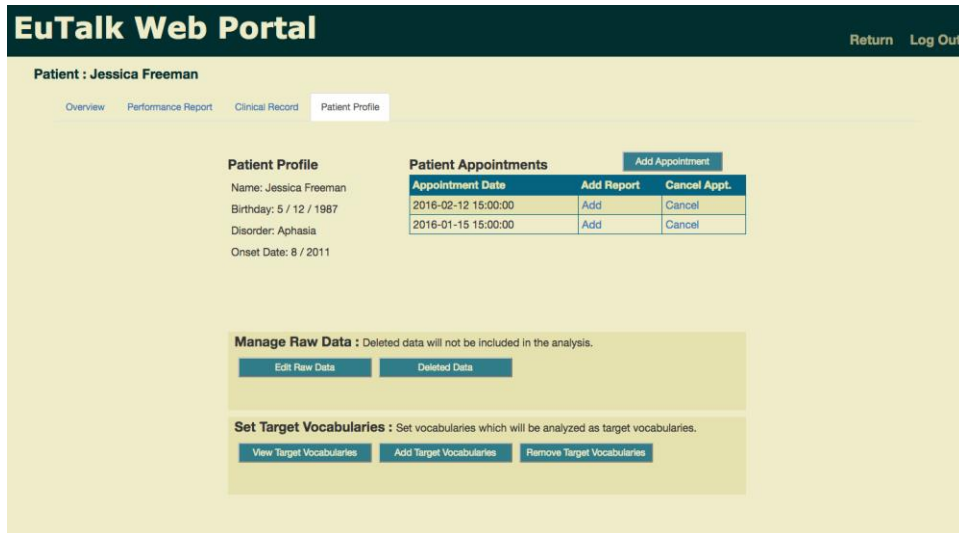 EuTalk Web Portal
Return Log Out
Patient : Jessica Freeman
Overview Performance Report Clinical Record Patient Profile
Patient Profile
Name: Jessica Freeman
Birthday: 5 / 12 / 1987
Disorder: Aphasia
Onset Date: 8 / 2011
Patient Appointments Add Appointment
Appointment Date Add Report Cancel Appt.
2016-02-12 15:00:00 Add Cancel
2016-01-15 15:00:00 Add Cancel
Manage Raw Data : Deleted data will not be included in the analysis.
Edit Raw Data Deleted Data
Set Target Vocabularies : Set vocabularies which will be analyzed as target vocabularies.
View Target Vocabularies Add Target Vocabularies Remove Target Vocabularies